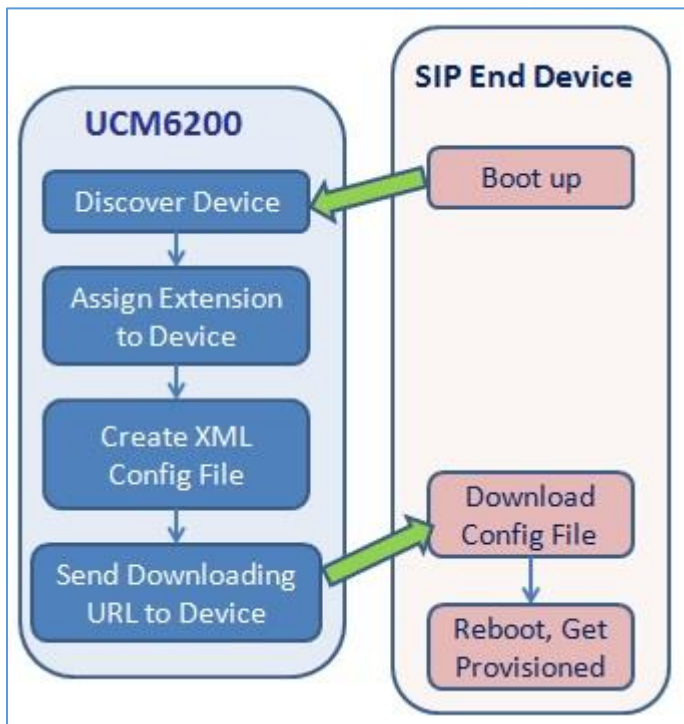 UCM6200
Discover Device
Assign Extension
to Device
Create XML
Config File
Send Downloading
URL to Device
SIP End Device
Boot up
Download
Config File
Reboot, Get
Provisioned